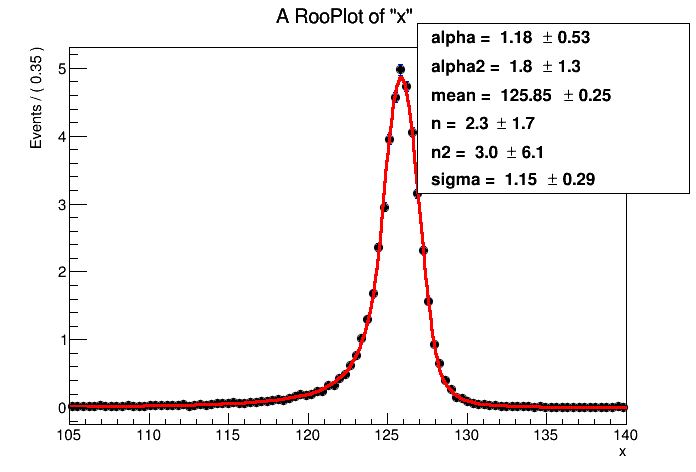 A RooPlot of "x"
alpha = 1.18 ± 0.53
alpha2 = 1.8 ± 1.3
mean = 125.85 ± 0.25
n = 2.3 ± 1.7
n2 = 3.0 ± 6.1
sigma = 1.15 ± 0.29
Events / ( 0.35 )
5
4
3
2
1
0
105 110 115 120 125 130 135 140
x